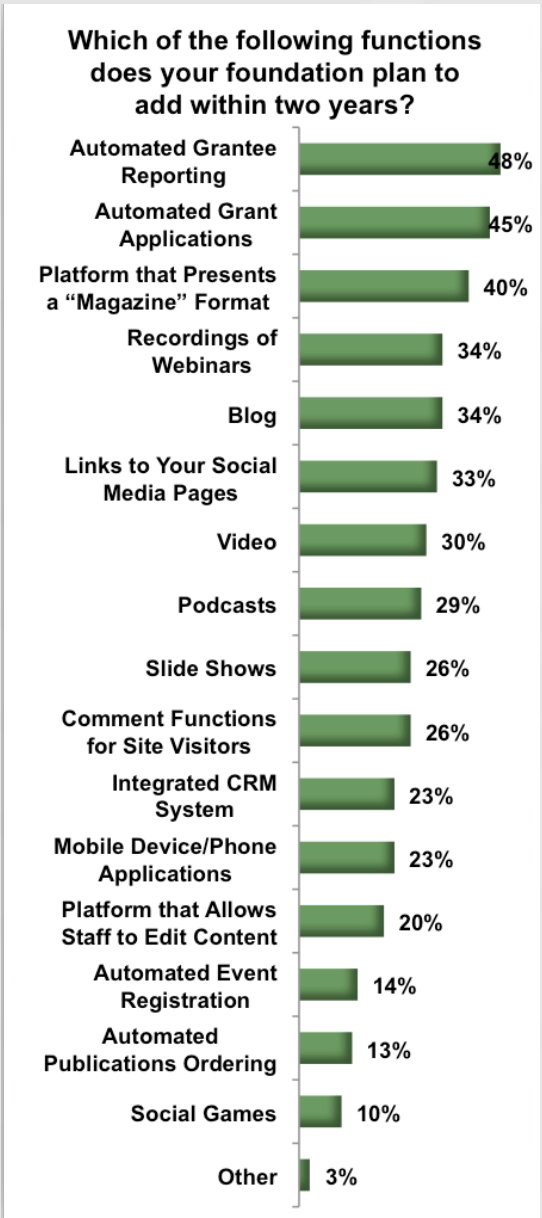 Which of the following functions
does your foundation plan to
add within two years?
Automated Grantee
Reporting
48%
Automated Grant
Applications
45%
Platform that Presents
a “Magazine” Format
40%
Recordings of
Webinars
34%
Blog
34%
Links to Your Social
Media Pages
33%
Video
30%
Podcasts
29%
Slide Shows
26%
Comment Functions
for Site Visitors
26%
Integrated CRM
System
23%
Mobile Device/Phone
Applications
23%
Platform that Allows
Staff to Edit Content
20%
Automated Event
Registration
14%
Automated
Publications Ordering
13%
Social Games
10%
Other
3%